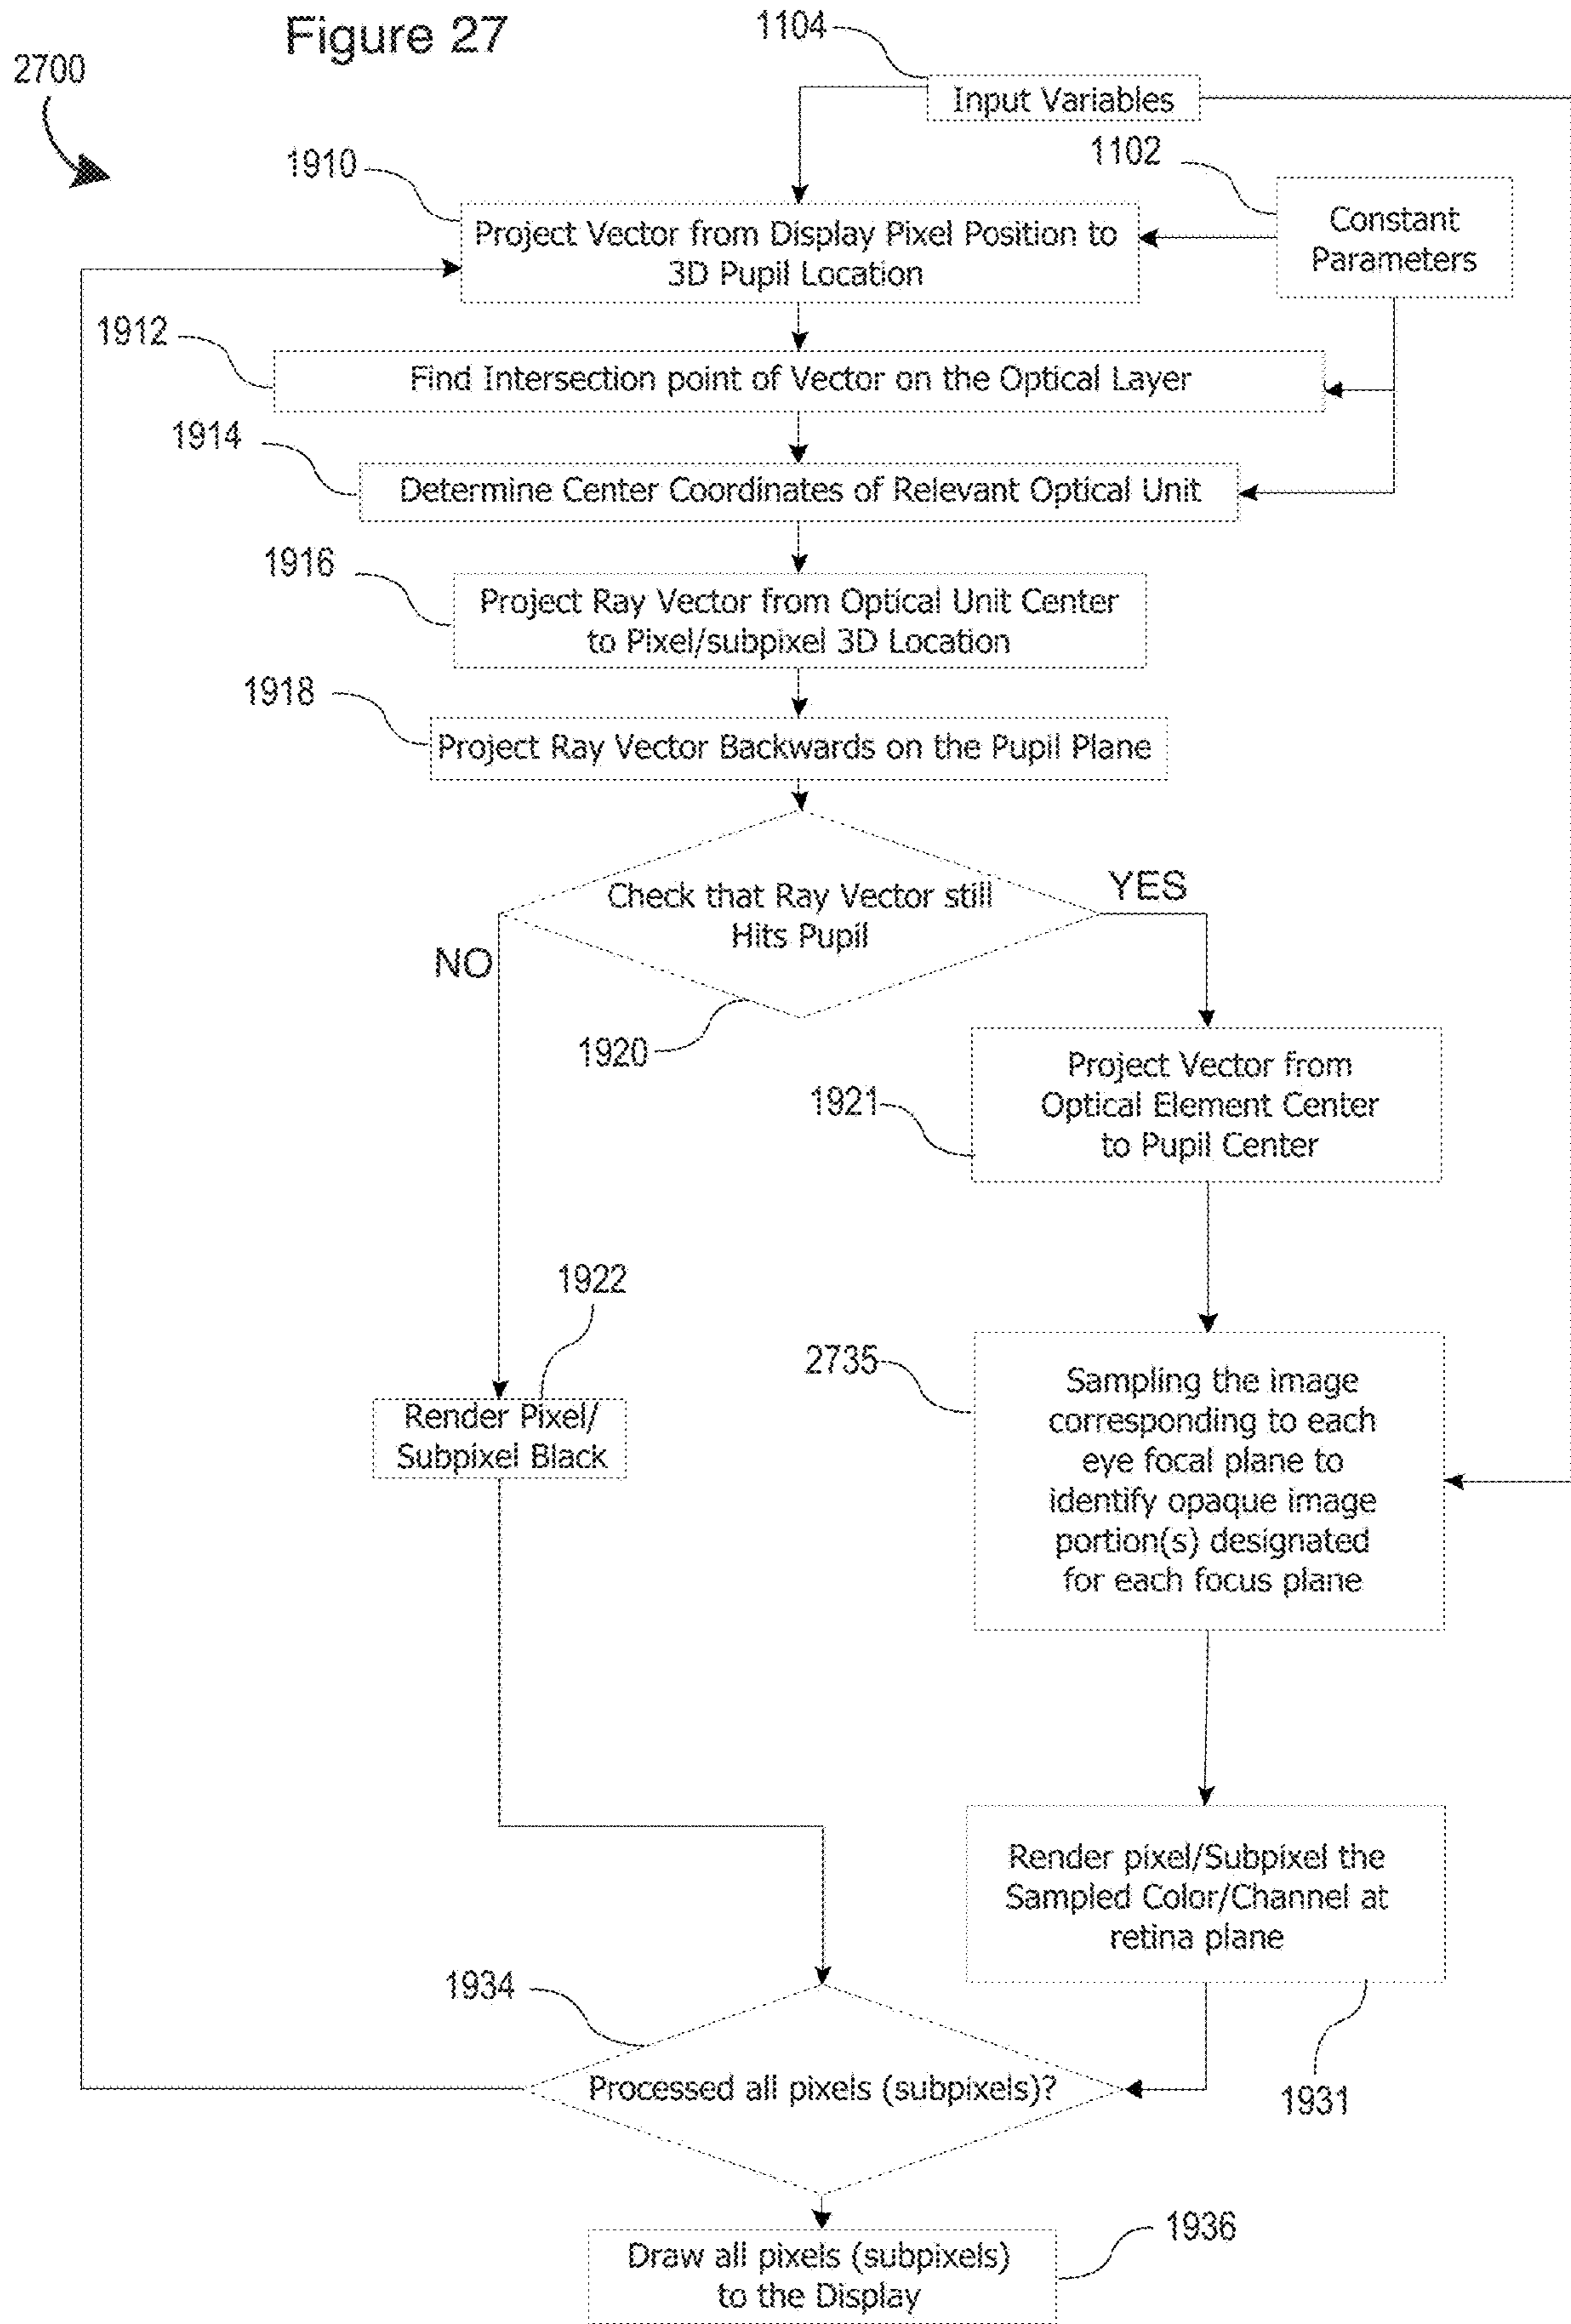 Figure 27
2700
1104
Input Variables
1102
Constant
Parameters
1910
Project Vector from Display Pixel Position to
3D Pupil Location
1912
Find Intersection point of Vector on the Optical Layer
1914
Determine Center Coordinates of Relevant Optical Unit
1916
Project Ray Vector from Optical Unit Center
to Pixel/subpixel 3D Location
1918
Project Ray Vector Backwards on the Pupil Plane
Check that Ray Vector still
Hits Pupil
YES
NO
1920
1921
Project Vector from
Optical Element Center
to Pupil Center
1922
Render Pixel/
Subpixel Black
2735
Sampling the image
corresponding to each
eye focal plane to
identify opaque image
portion(s) designated
for each focus plane
Render pixel/Subpixel the
Sampled Color/Channel at
retina plane
1931
1934
Processed all pixels (subpixels)?
Draw all pixels (subpixels)
to the Display
1936